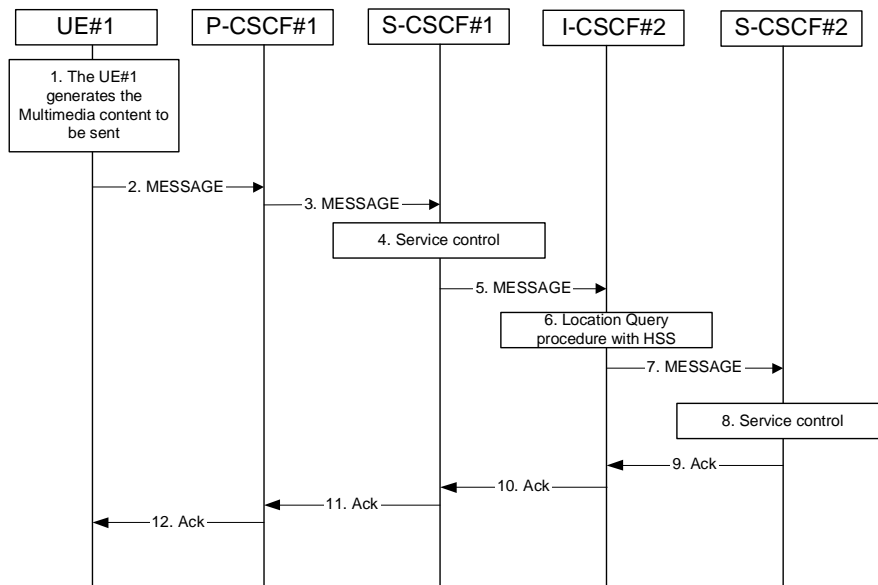 UE#1
P-CSCF#1
S-CSCF#1
I-CSCF#2
S-CSCF#2
1. The UE#1
generates the
Multimedia content to
be sent
2. MESSAGE
3. MESSAGE
4. Service control
5. MESSAGE
6. Location Query
procedure with HSS
7. MESSAGE
8. Service control
9. Ack
10. Ack
11. Ack
12. Ack